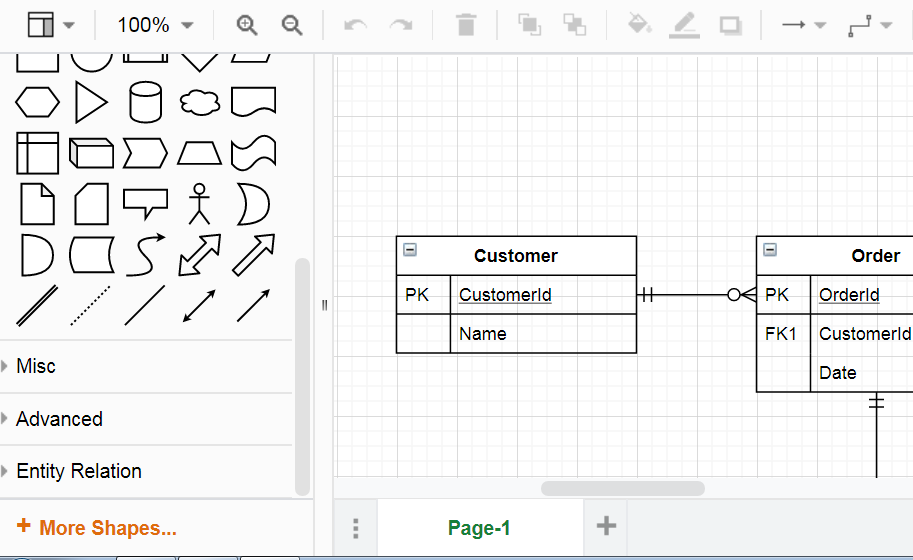 100%
Customer
Order
PK
CustomerId
PK
OrderId
Name
FK1
CustomerId
Date
Misc
Advanced
Entity Relation
+ More Shapes...
Page-1